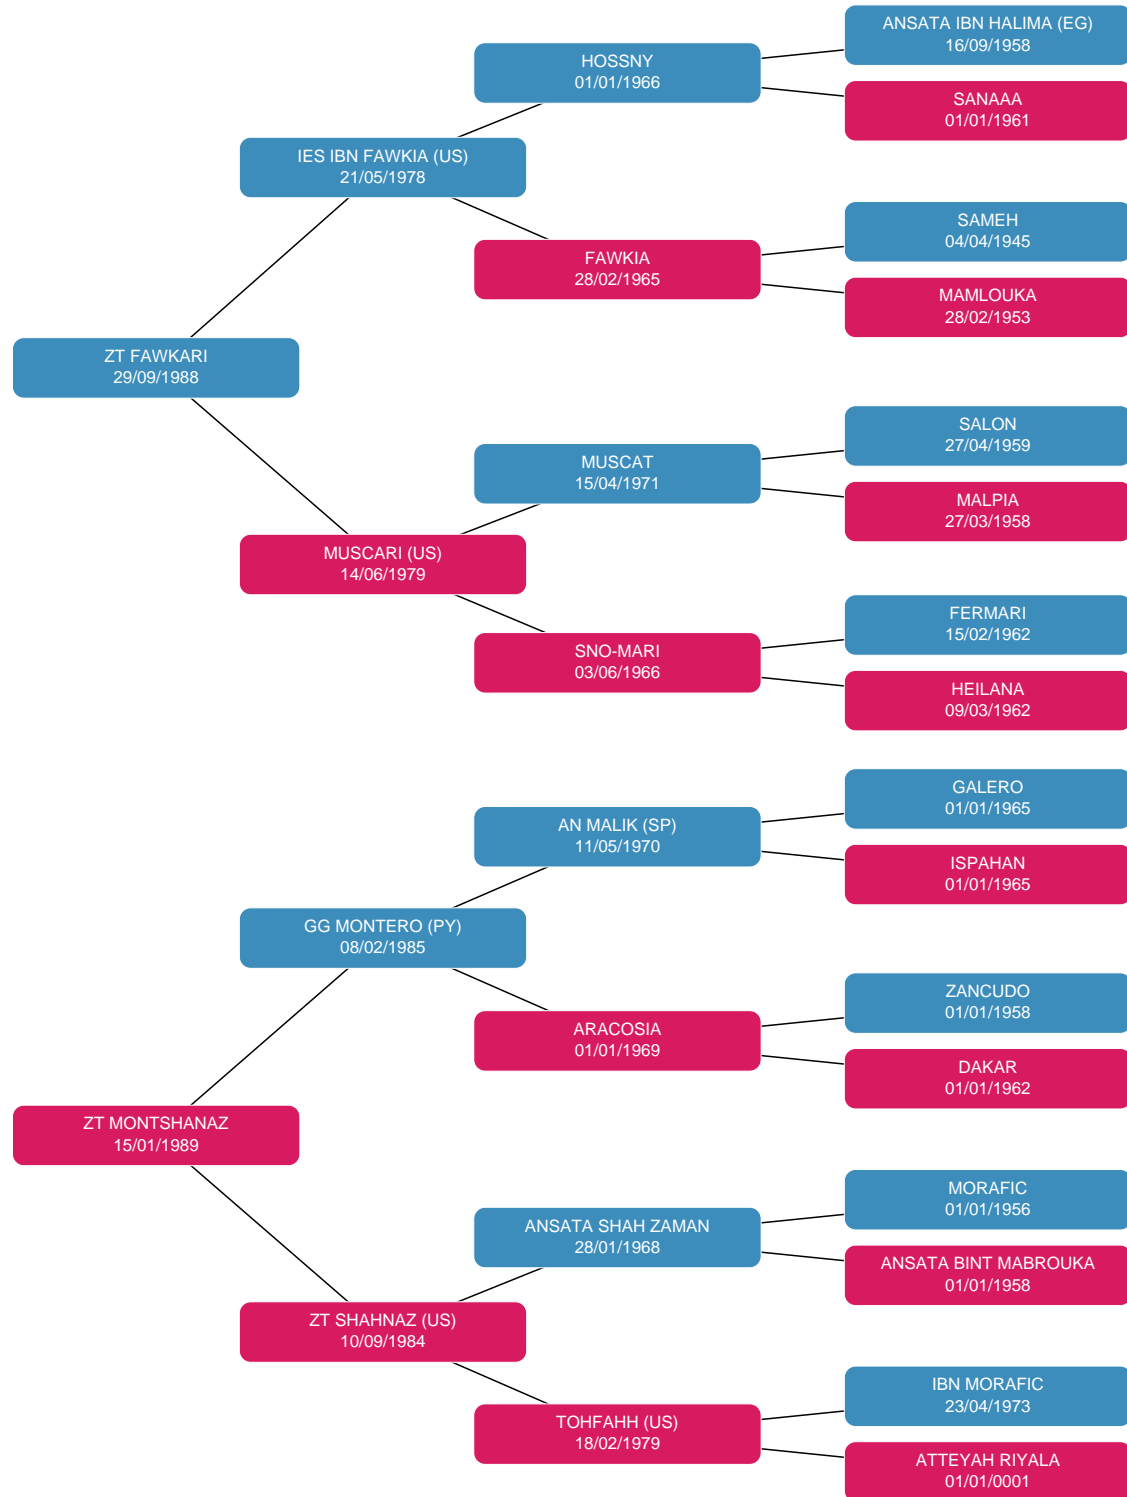 ANSATA IBN HALIMA (EG)
16/09/1958
HOSSNY
01/01/1966
SANAAA
01/01/1961
IES IBN FAWKIA (US)
21/05/1978
SAMEH
04/04/1945
FAWKIA
28/02/1965
MAMLOUKA
28/02/1953
ZT FAWKARI
29/09/1988
SALON
27/04/1959
MUSCAT
15/04/1971
MALPIA
27/03/1958
MUSCARI (US)
14/06/1979
FERMARI
15/02/1962
SNO-MARI
03/06/1966
HEILANA
09/03/1962
GALERO
01/01/1965
AN MALIK (SP)
11/05/1970
ISPAHAN
01/01/1965
GG MONTERO (PY)
08/02/1985
ZANCUDO
01/01/1958
ARACOSIA
01/01/1969
DAKAR
01/01/1962
ZT MONTSHANAZ
15/01/1989
MORAFIC
01/01/1956
ANSATA SHAH ZAMAN
28/01/1968
ANSATA BINT MABROUKA
01/01/1958
ZT SHAHNAZ (US)
10/09/1984
IBN MORAFIC
23/04/1973
TOHFAHH (US)
18/02/1979
ATTEYAH RIYALA
01/01/0001